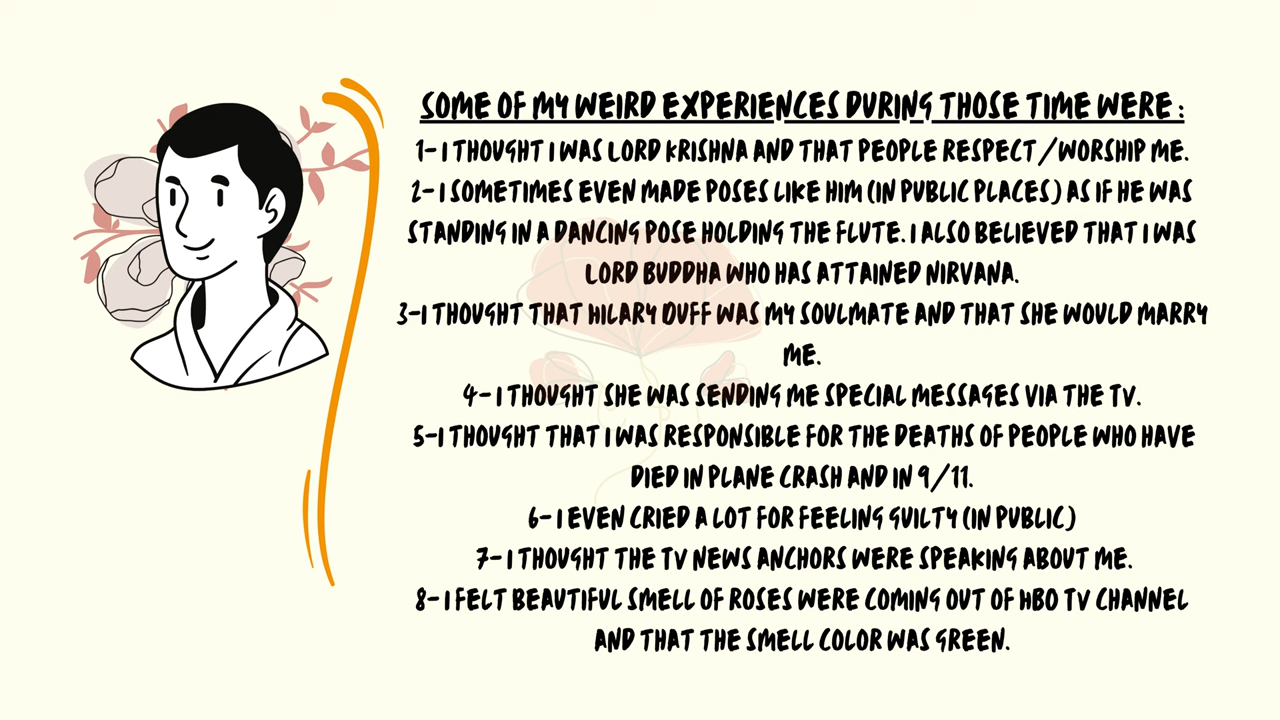 SOME OF MY WEIRD EXPERIENCES DURING THOSE TIME WERE :
1- I THOUGHT I WAS LORD KRISHNA AND THAT PEOPLE RESPECT /WORSHIP ME.
2- I SOMETIMES EVEN MADE POSES LIKE HIM (IN PUBLIC PLACES) AS IF HE WAS
STANDING IN A DANCING POSE HOLDING THE FLUTE. I ALSO BELIEVED THAT I WAS
LORD BUDDHA WHO HAS ATTAINED NIRVANA.
3-I THOUGHT THAT HILARY DUFF WAS MY SOULMATE AND THAT SHE WOULD MARRY
ME.
4- I THOUGHT SHE WAS SENDING ME SPECIAL MESSAGES VIA THE TV.
5-I THOUGHT THAT I WAS RESPONSIBLE FOR THE DEATHS OF PEOPLE WHO HAVE
DIED IN PLANE CRASH AND IN 9/11.
6- I EVEN CRIED A LOT FOR FEELING GUILTY (IN PUBLIC)
7- I THOUGHT THE TV NEWS ANCHORS WERE SPEAKING ABOUT ME.
8- I FELT BEAUTIFUL SMELL OF ROSES WERE COMING OUT OF HBO TV CHANNEL
AND THAT THE SMELL COLOR WAS GREEN.